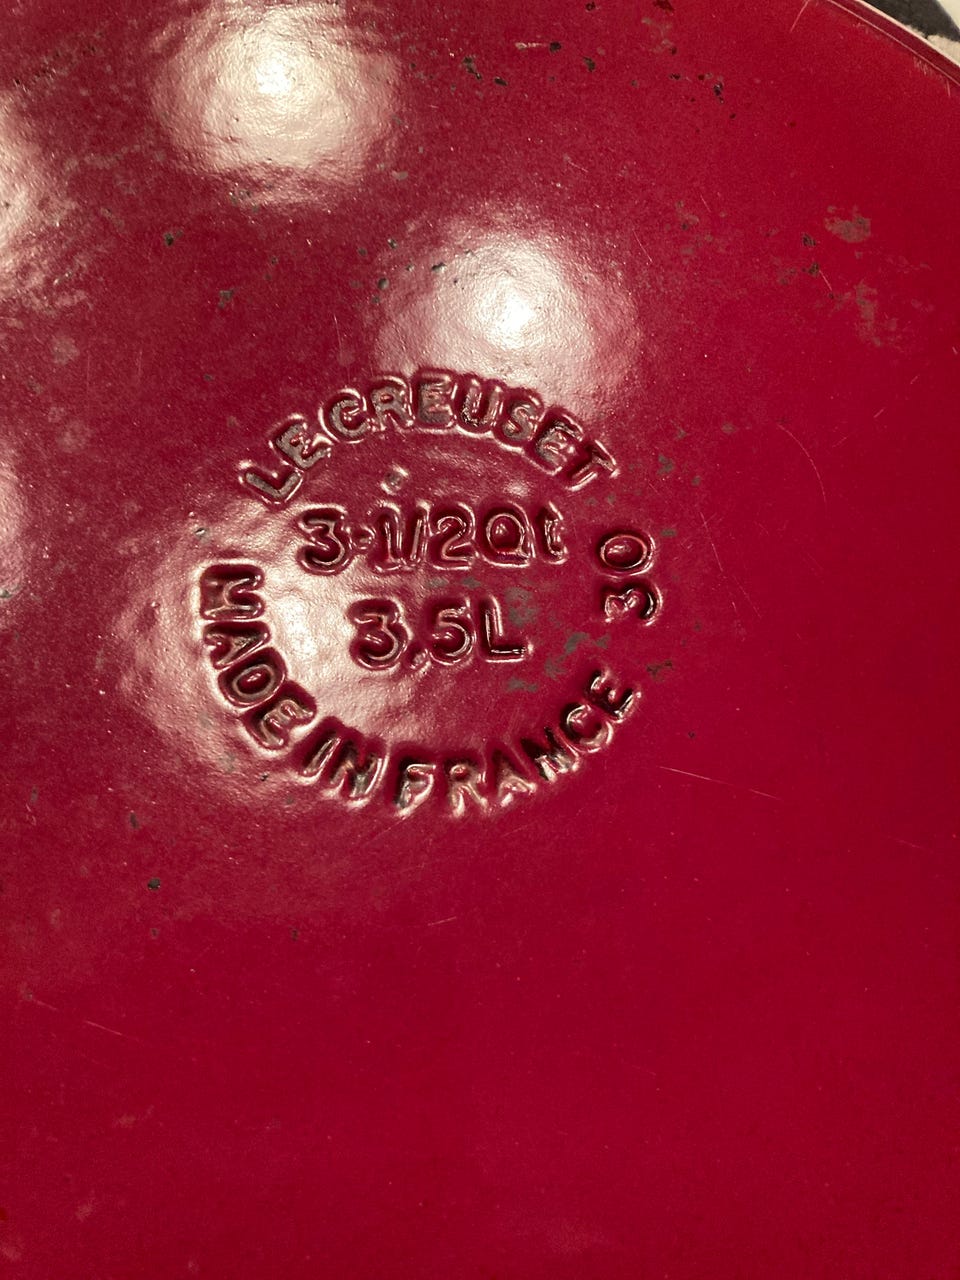 LE CREUSET
3-1/2Qt
3.5L
30
MADE IN FRANCE